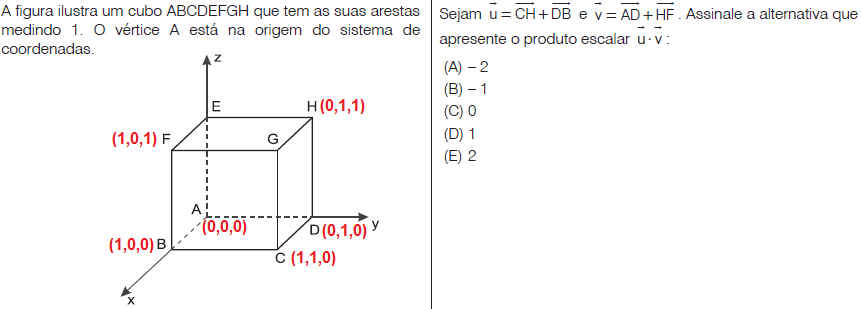 A figura ilustra um cubo ABCDEFGH que tem as suas arestas
medindo 1. O vértice A está na origem do sistema de
coordenadas.
z
E
H (0,1,1)
(1,0,1) F
G
A
(0,0,0)
D (0,1,0) y
(1,0,0) B
C (1,1,0)
x
Sejam u = CH + DB e v = AD + HF. Assinale a alternativa que
apresente o produto escalar u · v :
(A) – 2
(B) – 1
(C) 0
(D) 1
(E) 2